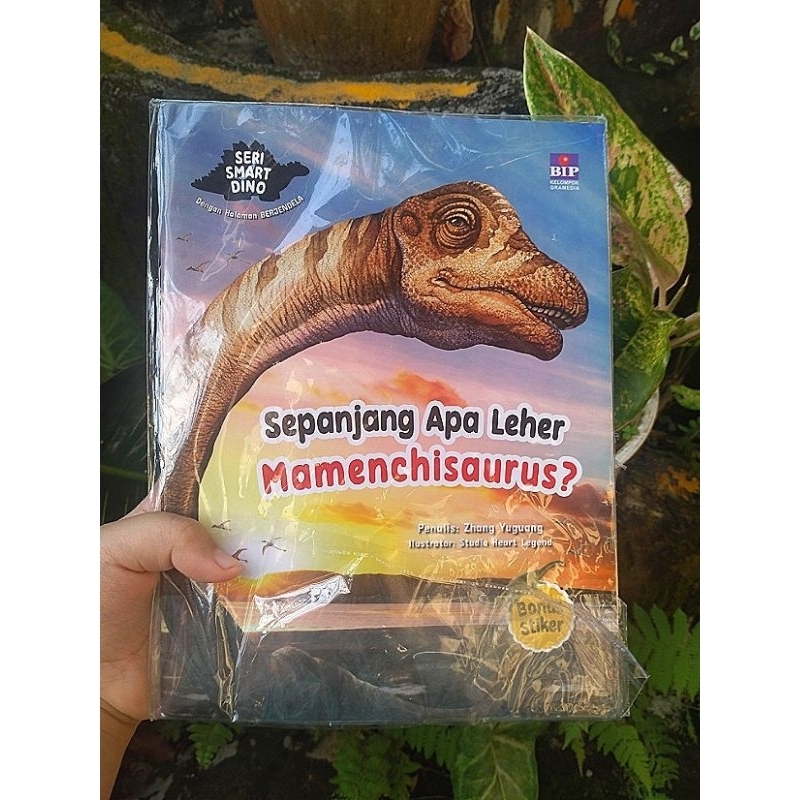 SERI
SMART
DINO
Dengan Halaman BERJENDELA
BIP
KELOMPOK
GRAMEDIA
Sepanjang Apa Leher
Mamenchisaurus?
Penulis: Zhang Yuguang
Ilustrator: Studio Heart Legend
Bonus
Stiker